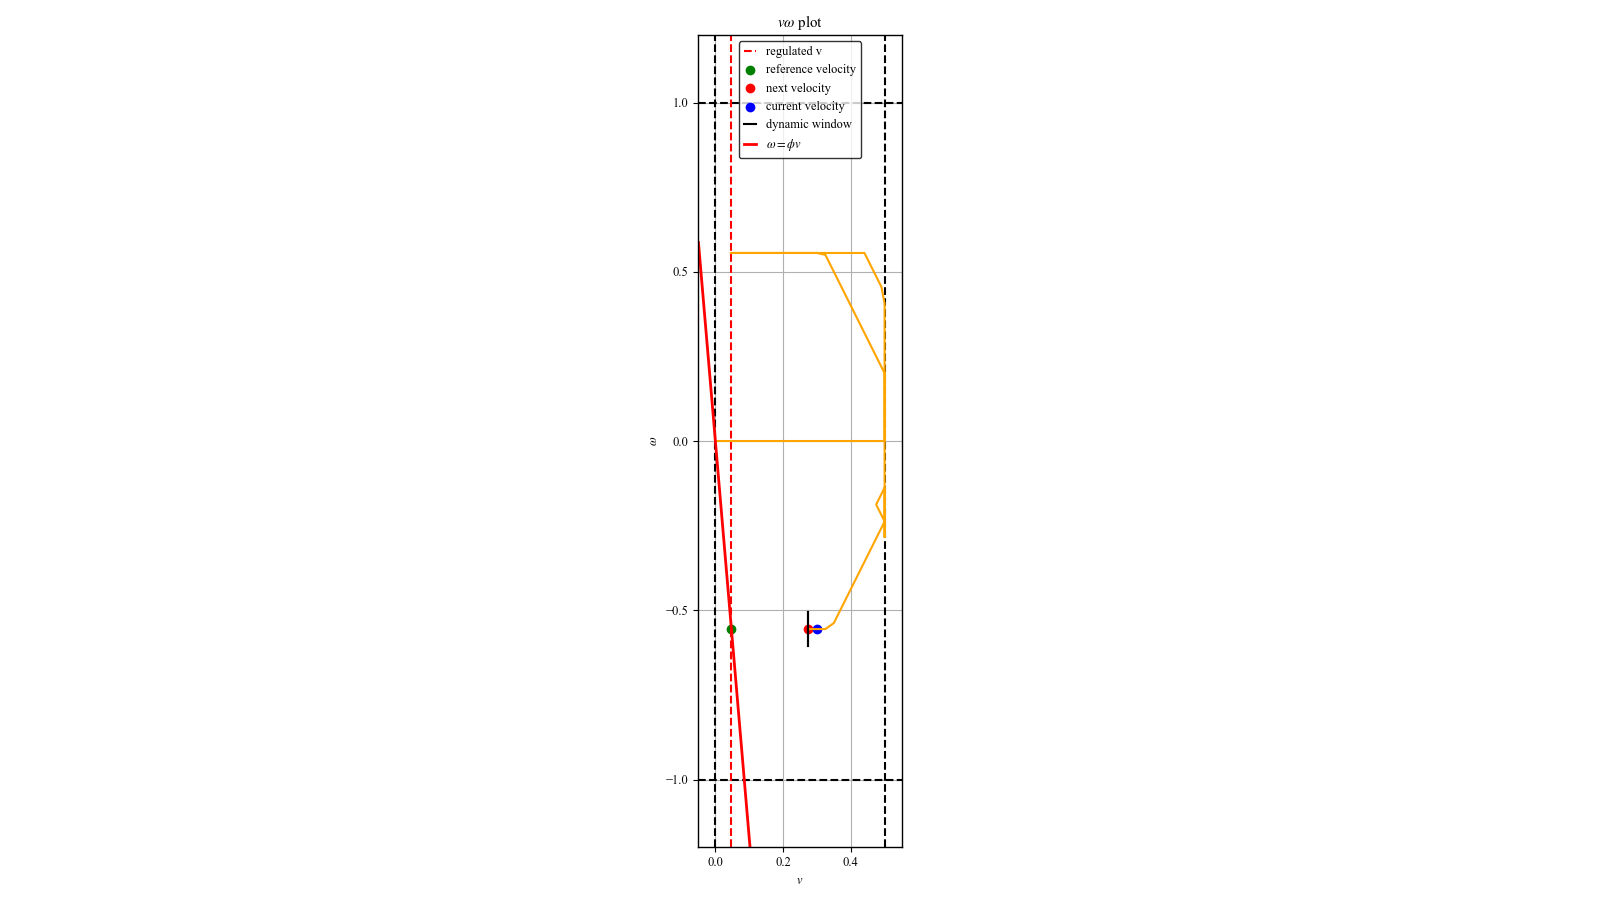 vω plot
regulated v
reference velocity
next velocity
current velocity
dynamic window
ω = ϕv
1.0
0.5
0.0
−0.5
−1.0
ω
0.0 0.2 0.4
v